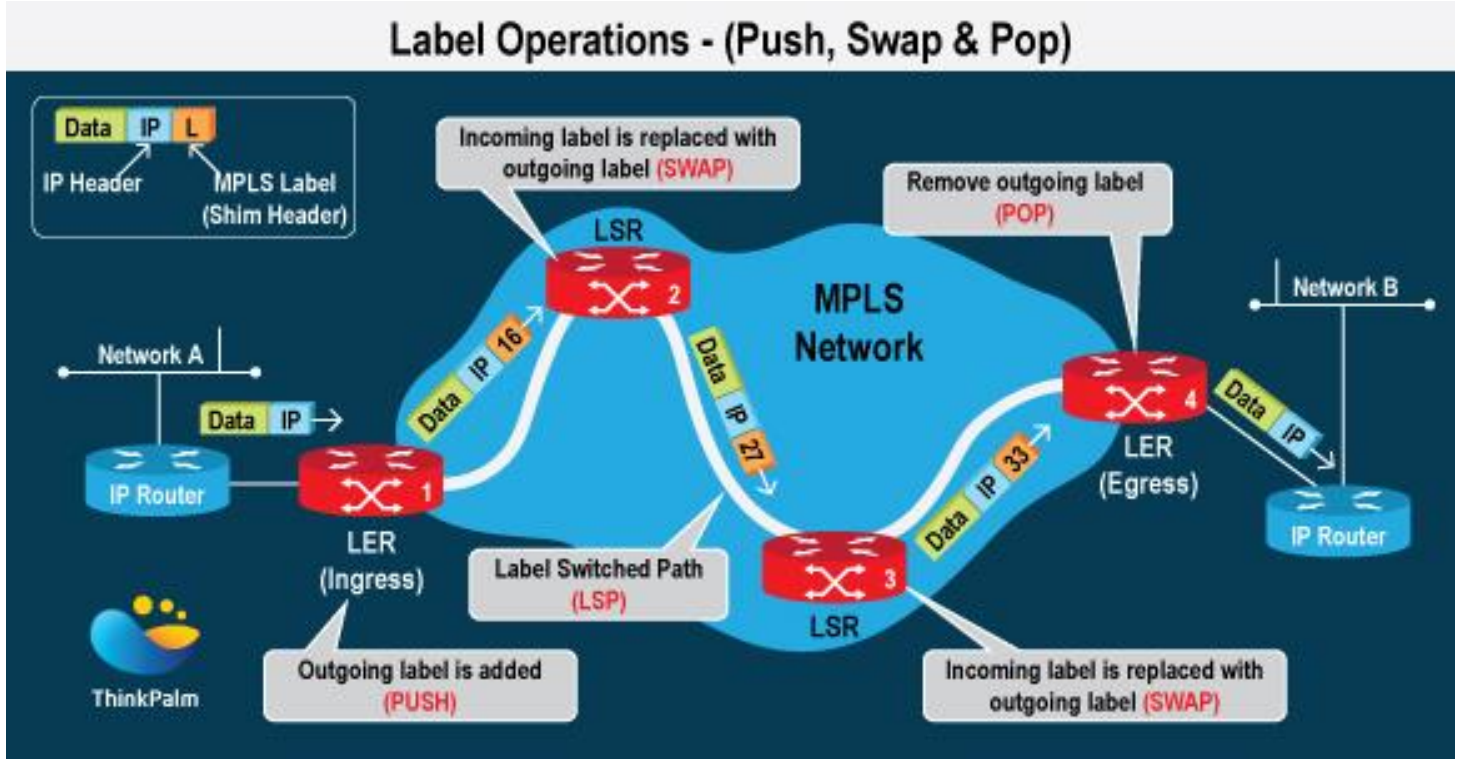 Label Operations - (Push, Swap & Pop)
Data IP L
IP Header
MPLS Label
(Shim Header)
Incoming label is replaced with
outgoing label (SWAP)
Remove outgoing label
(POP)
LSR
2
MPLS
Network
Network B
Network A
Data IP 16
Data IP 27
Data IP
4
Data IP
IP Router
1
LER
(Egress)
Data IP 33
IP Router
LER
(Ingress)
Label Switched Path
(LSP)
3
LSR
Outgoing label is added
(PUSH)
Incoming label is replaced with
outgoing label (SWAP)
ThinkPalm